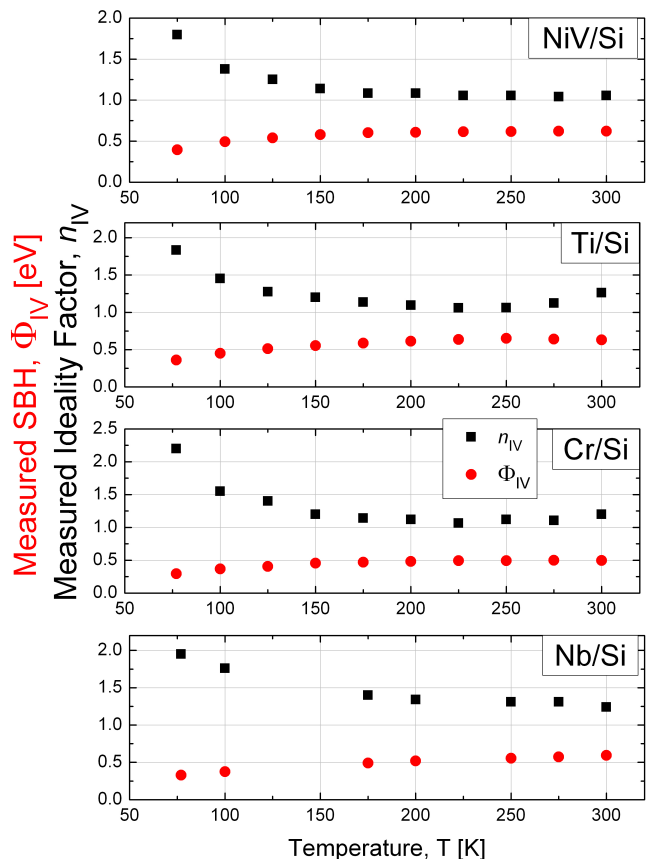 Measured SBH, ΦIV [eV]
Measured Ideality Factor, nIV
NiV/Si
2.0
1.5
1.0
0.5
0.0
50 100 150 200 250 300
Ti/Si
2.0
1.5
1.0
0.5
0.0
50 100 150 200 250 300
Cr/Si
nIV
ΦIV
2.5
2.0
1.5
1.0
0.5
0.0
50 100 150 200 250 300
Nb/Si
2.0
1.5
1.0
0.5
0.0
50 100 150 200 250 300
Temperature, T [K]